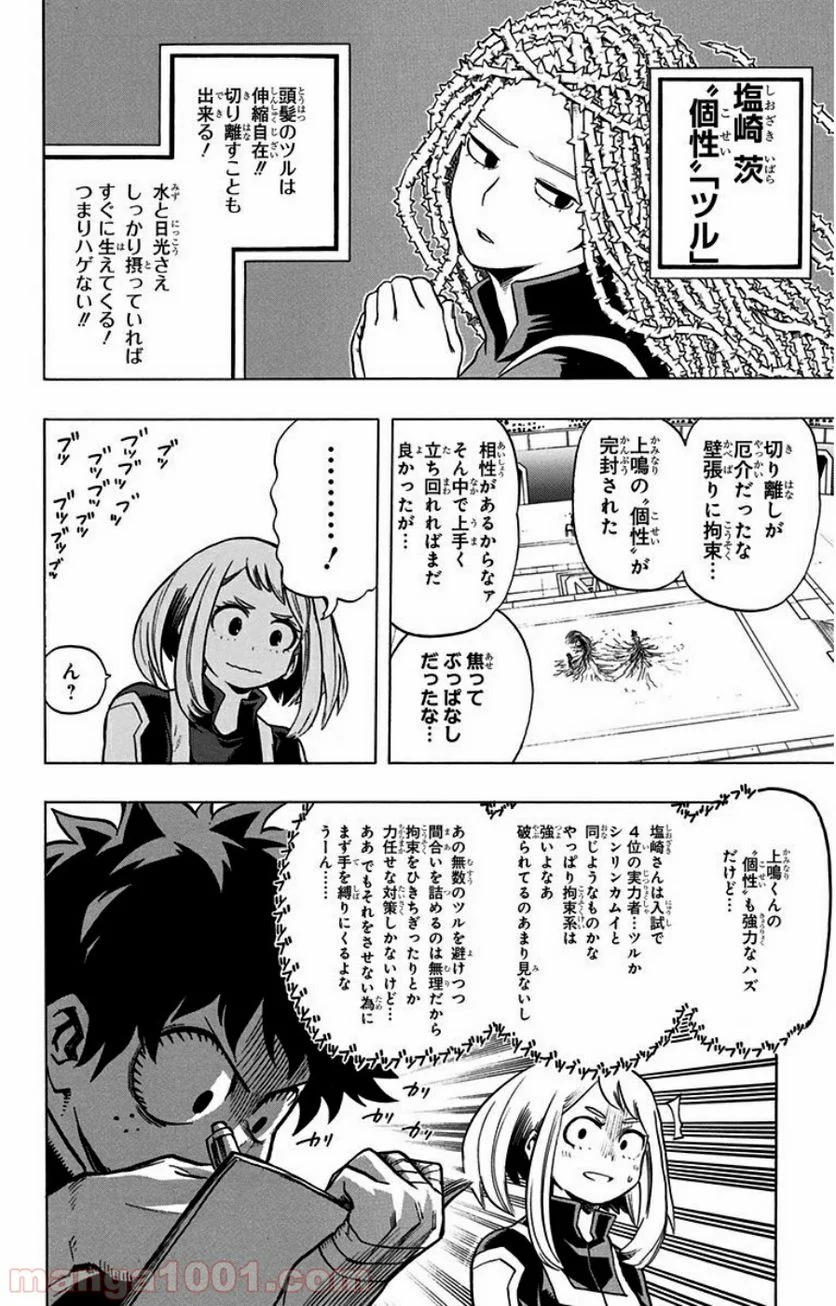 塩崎 茨
〝個性〟「ツル」
頭髪のツルは
伸縮自在!!
切り離すことも
出来る!
水と日光さえ
しっかり摂っていれば
すぐに生えてくる!
つまりハゲない!!
切り離しが
厄介だったな
壁張りに拘束…
上鳴の〝個性〟が
完封された
相性があるからなァ
そん中で上手く
立ち回れればまだ
良かったが…
焦って
ぶっぱなし
だったな…
………!
ブツブツ
ブツブツブツ
ブツブツブツ
ん?
上鳴くんの
〝個性〟も強力なハズ
だけど…
塩崎さんは入試で
4位の実力者…ツルか
シンリンカムイと
同じようなものかな
やっぱり拘束系は
強いよなあ
破られてるのあまり見ないし
あの無数のツルを避けつつ
間合いを詰めるのは無理だから
拘束をひきちぎったりとか
力任せな対策しかないけど…
ああでもそれをさせない為に
まず手を縛りにくるよな
うーん……
ガリ
ガリ
ガリ
ガリ
manga1001.com